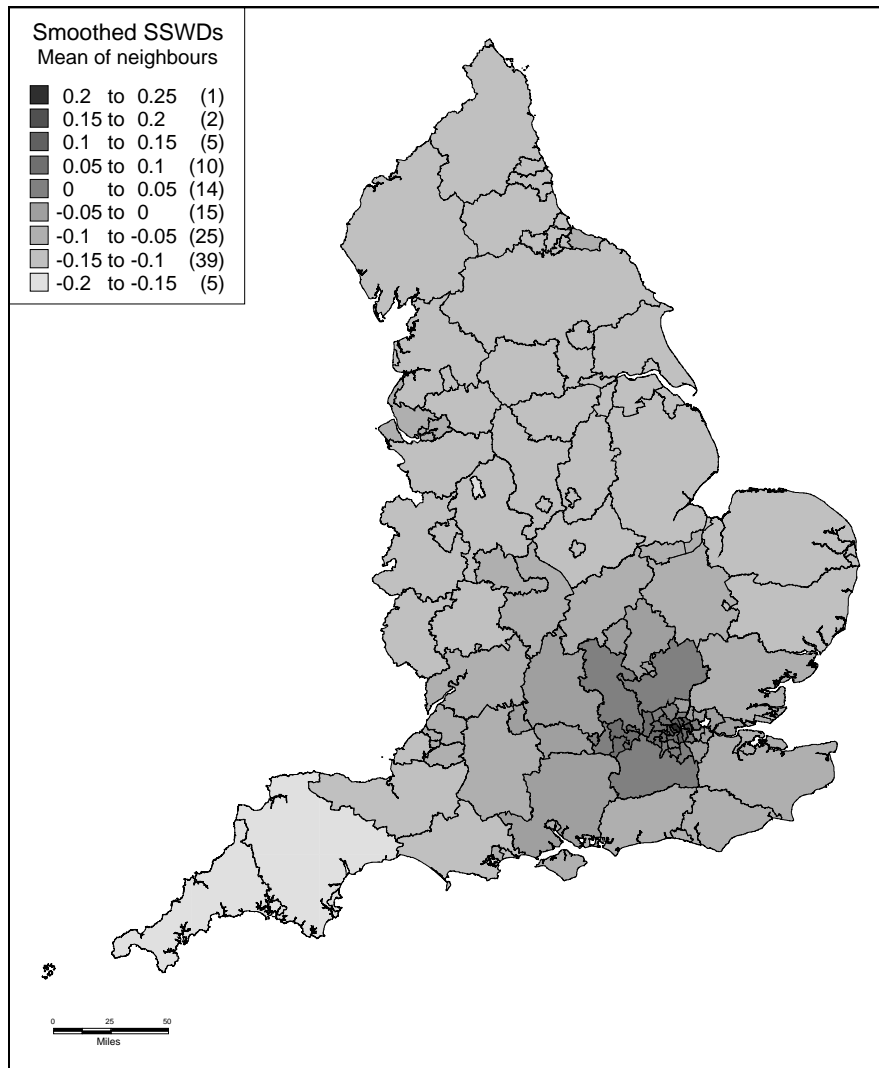 Smoothed SSWDs
Mean of neighbours
0.2 to 0.25 (1)
0.15 to 0.2 (2)
0.1 to 0.15 (5)
0.05 to 0.1 (10)
0 to 0.05 (14)
-0.05 to 0 (15)
-0.1 to -0.05 (25)
-0.15 to -0.1 (39)
-0.2 to -0.15 (5)
0 25 50
Miles